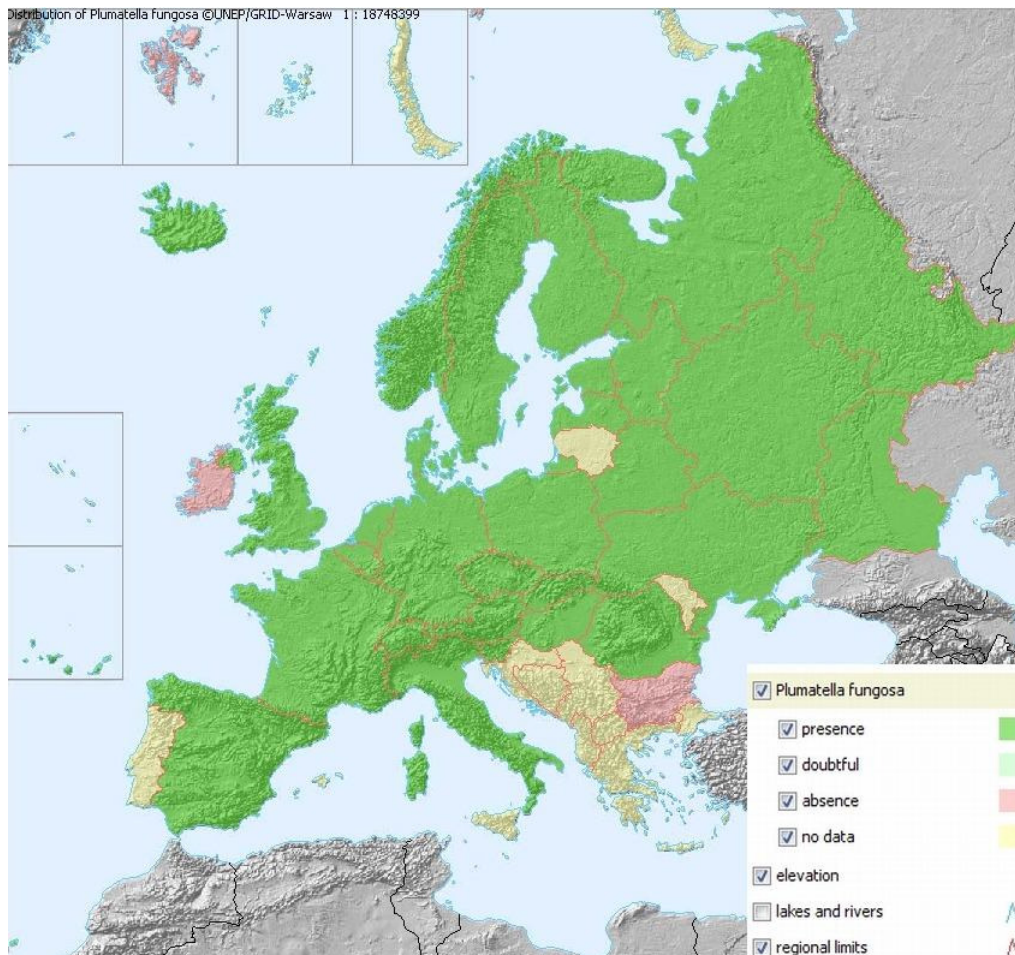 Distribution of Plumatella fungosa ©UNEP/GRID-Warsaw 1 : 18748399
Plumatella fungosa
presence
doubtful
absence
no data
elevation
lakes and rivers
regional limits